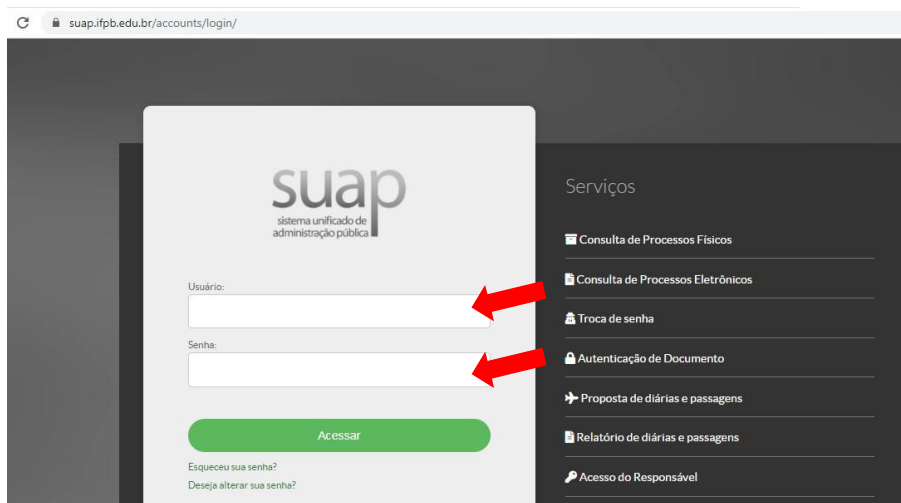 suap.ifpb.edu.br/accounts/login/
suap
sistema unificado de
administração pública
Usuário:
Senha:
Acessar
Esqueceu sua senha?
Deseja alterar sua senha?
Serviços
Consulta de Processos Físicos
Consulta de Processos Eletrônicos
Troca de senha
Autenticação de Documento
Proposta de diárias e passagens
Relatório de diárias e passagens
Acesso do Responsável